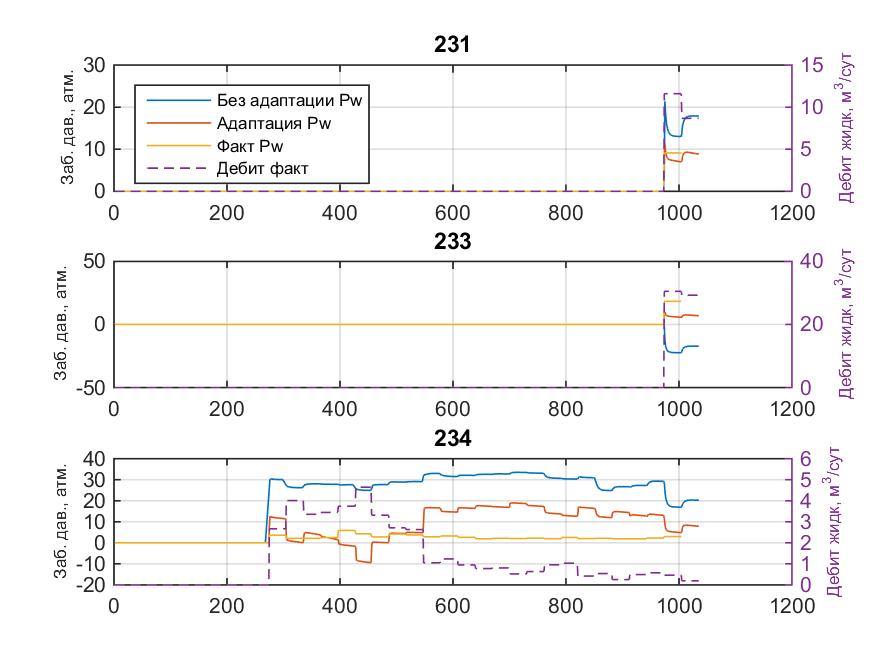 231
30
20
10
0
Заб. дав., атм.
Без адаптации Pw
Адаптация Pw
Факт Pw
Дебит факт
15
10
5
0
Дебит жидк, м³/сут
0 200 400 600 800 1000 1200
233
50
0
-50
Заб. дав., атм.
40
20
0
Дебит жидк, м³/сут
0 200 400 600 800 1000 1200
234
40
30
20
10
0
-10
-20
Заб. дав., атм.
6
5
4
3
2
1
0
Дебит жидк, м³/сут
0 200 400 600 800 1000 1200